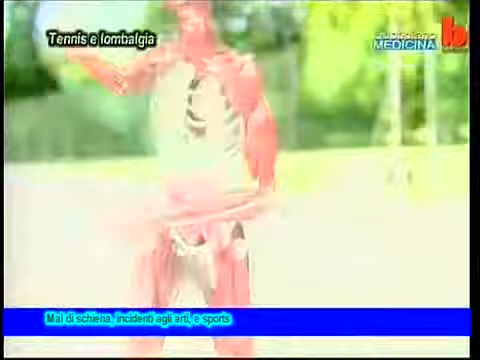 Tennis e lombalgia
MEDICINA
Mal di schiena, incidenti agli arti, e sports